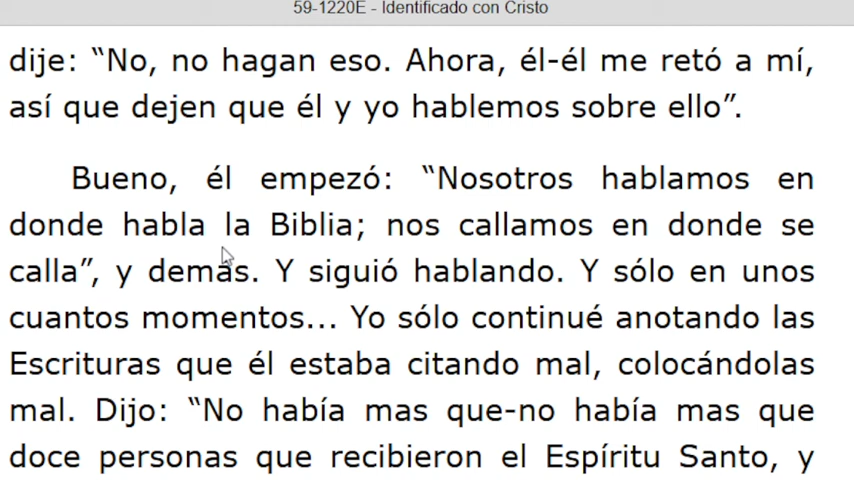 59-1220E - Identificado con Cristo
dije: “No, no hagan eso. Ahora, él-él me retó a mí,
así que dejen que él y yo hablemos sobre ello”.
Bueno, él empezó: “Nosotros hablamos en
donde habla la Biblia; nos callamos en donde se
calla”, y demás. Y siguió hablando. Y sólo en unos
cuantos momentos... Yo sólo continué anotando las
Escrituras que él estaba citando mal, colocándolas
mal. Dijo: “No había mas que-no había mas que
doce personas que recibieron el Espíritu Santo, y